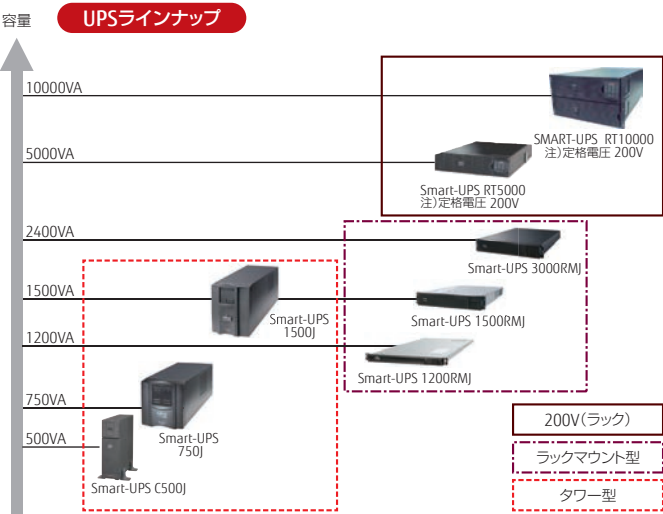 容量
UPSラインナップ
10000VA
SMART-UPS RT10000
注)定格電圧 200V
5000VA
Smart-UPS RT5000
注)定格電圧 200V
2400VA
Smart-UPS 3000RMJ
1500VA
Smart-UPS
1500J
Smart-UPS 1500RMJ
1200VA
Smart-UPS 1200RMJ
750VA
Smart-UPS
750J
500VA
Smart-UPS C500J
200V(ラック)
ラックマウント型
タワー型